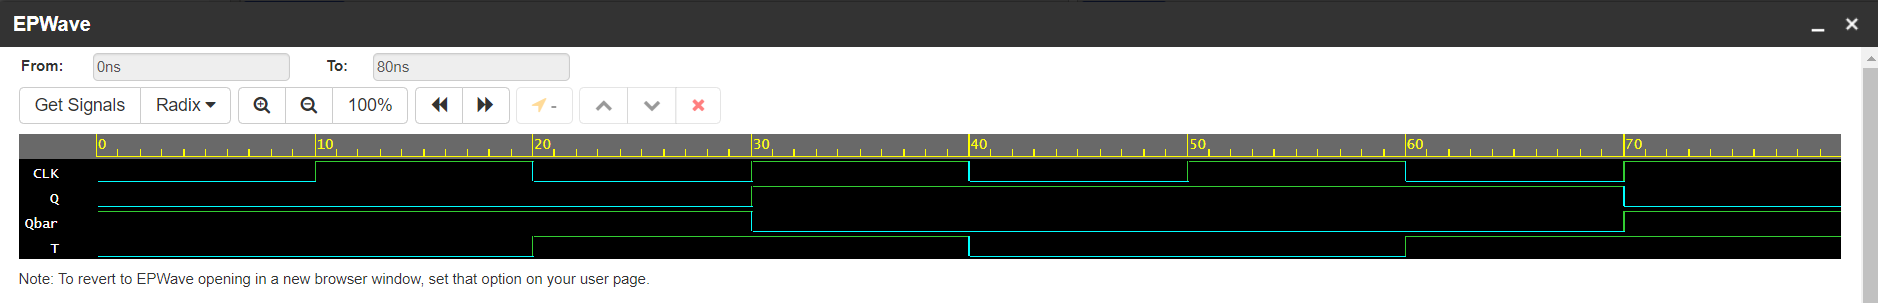 EPWave
From: 0ns To: 80ns
Get Signals Radix 100% -
0 10 20 30 40 50 60 70
CLK
Q
Qbar
T
Note: To revert to EPWave opening in a new browser window, set that option on your user page.